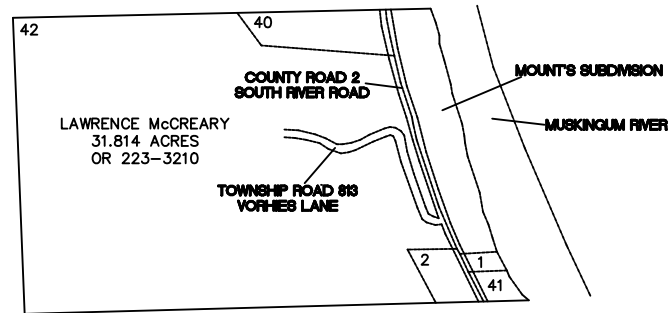 42
40
COUNTY ROAD 2
SOUTH RIVER ROAD
MOUNT'S SUBDIVISION
MUSKINGUM RIVER
LAWRENCE McCREARY
31.814 ACRES
OR 223-3210
TOWNSHIP ROAD 813
VORHIES LANE
2
1
41